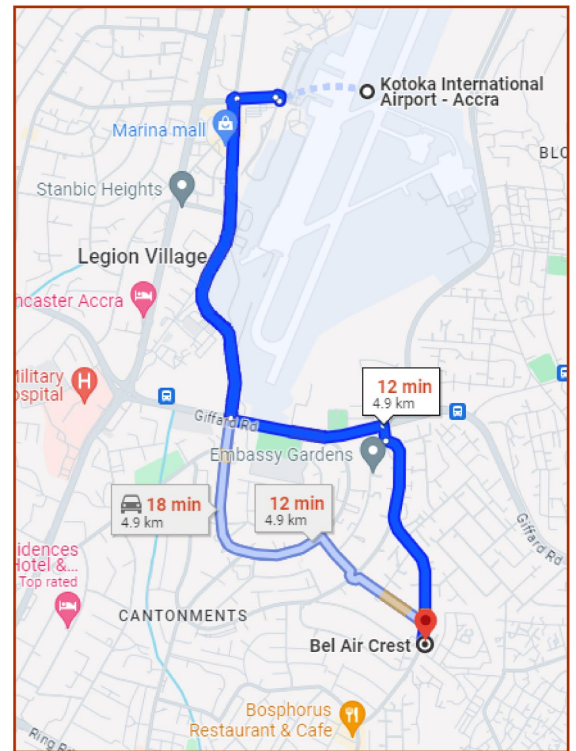 Kotoka International
Airport - Accra
Marina mall
BLO
Stanbic Heights
Legion Village
ncaster Accra
Military
ospital
12 min
4.9 km
Giffard Rd
Embassy Gardens
18 min
4.9 km
12 min
4.9 km
Giffard Rd
sidences
Hotel &...
Top rated
CANTONMENTS
Bel Air Crest
Bosphorus
Restaurant & Cafe
Ring Ro